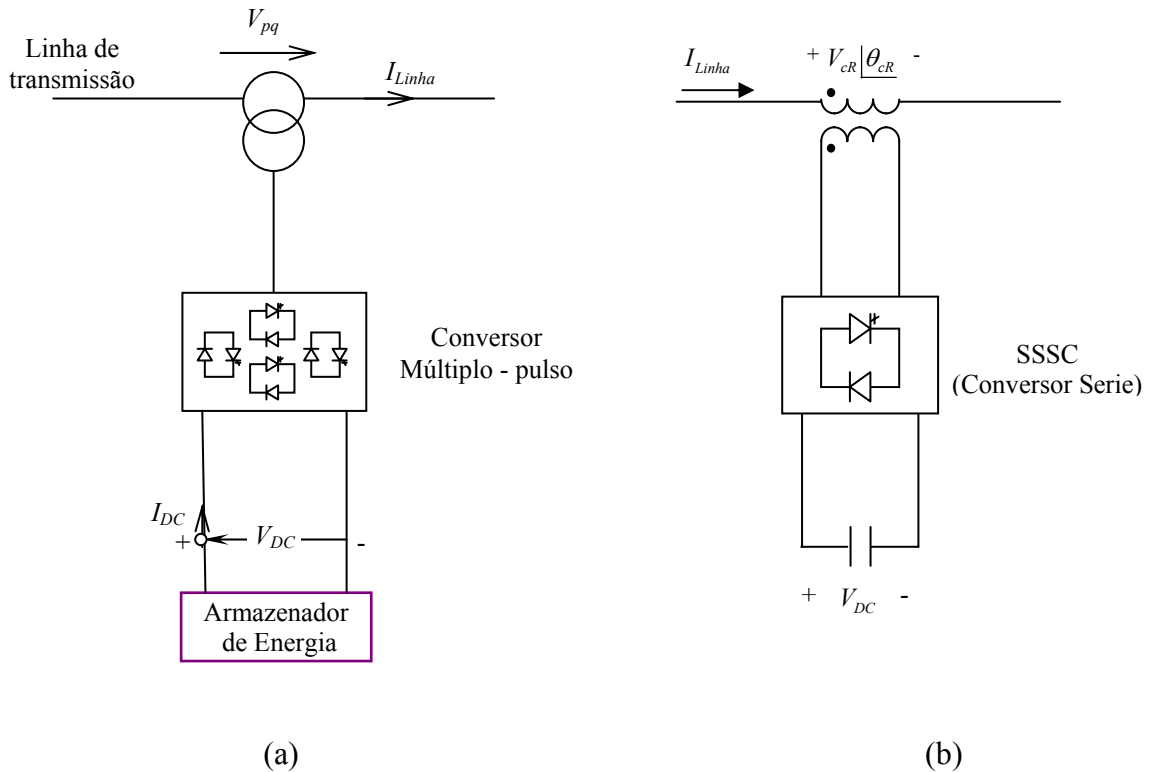 V_pq
Linha de
transmissão
I_Linha
Conversor
Múltiplo - pulso
I_DC
+ V_DC -
Armazenador
de Energia
(a)
I_Linha
+ V_cR|θ_cR -
SSSC
(Conversor Serie)
+ V_DC -
(b)